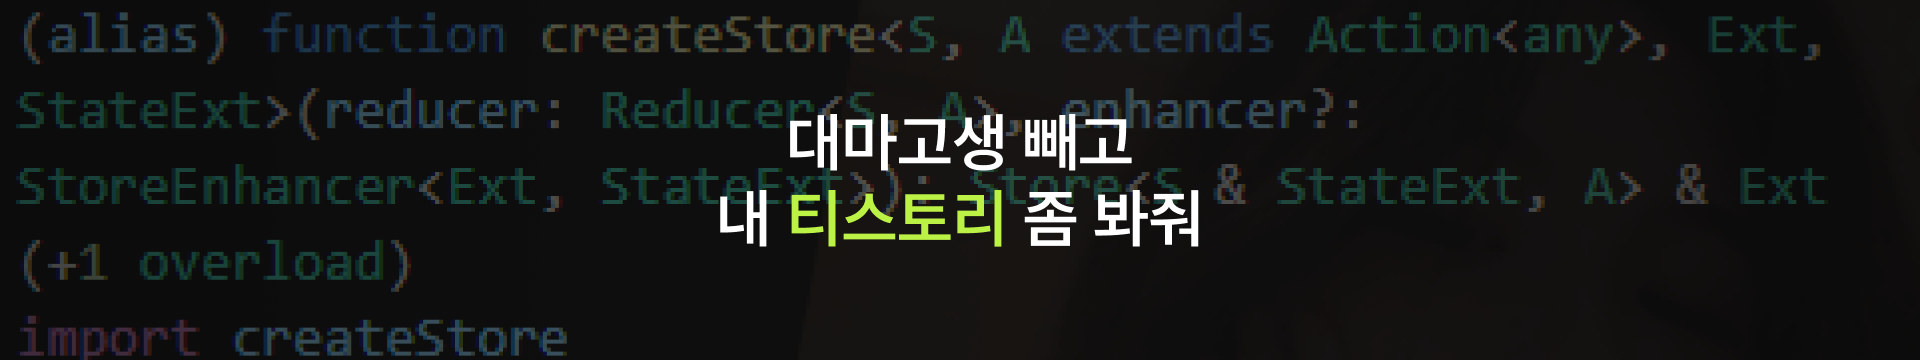 (alias) function createStore<S, A extends Action<any>, Ext,
StateExt>(reducer: Reducer<S, A>, enhancer?:
대마고생 빼고
StoreEnhancer<Ext, StateExt>): Store<S & StateExt, A> & Ext
내 티스토리 좀 봐줘
(+1 overload)
import createStore